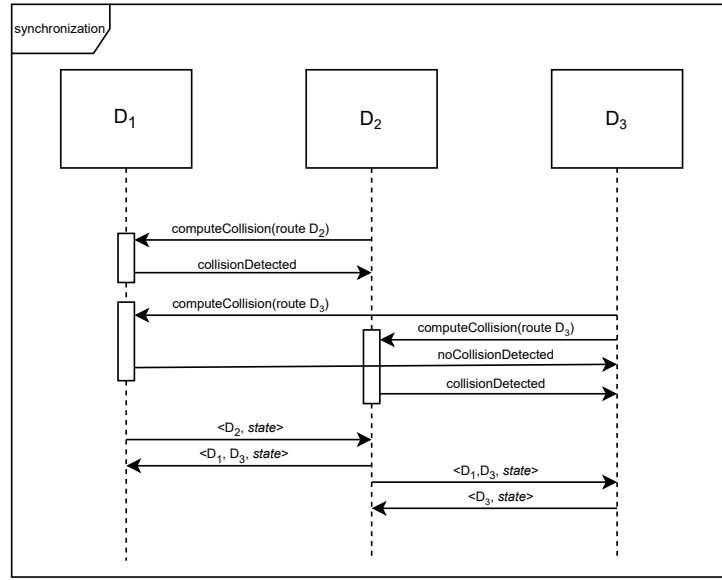 synchronization
D₁
D₂
D₃
computeCollision(route D₂)
collisionDetected
computeCollision(route D₃)
computeCollision(route D₃)
noCollisionDetected
collisionDetected
<D₂, state>
<D₁, D₃, state>
<D₁,D₃, state>
<D₃, state>